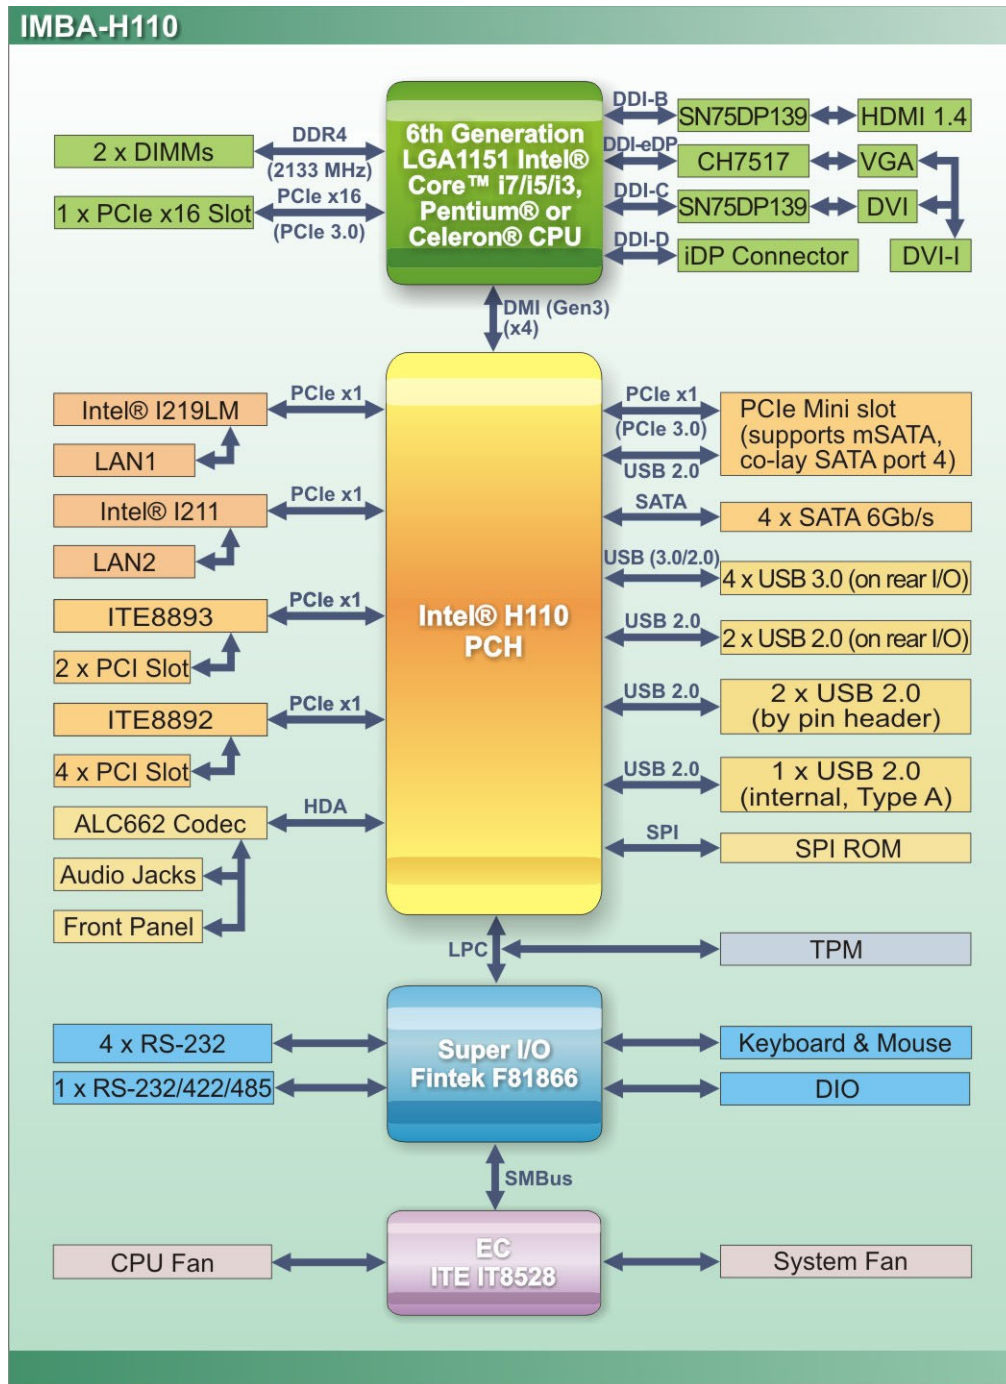 IMBA-H110
2 x DIMMs
DDR4
(2133 MHz)
1 x PCIe x16 Slot
PCIe x16
(PCIe 3.0)
6th Generation
LGA1151 Intel®
Core™ i7/i5/i3,
Pentium® or
Celeron® CPU
DDI-B
SN75DP139
HDMI 1.4
DDI-eDP
CH7517
VGA
DDI-C
SN75DP139
DVI
DDI-D
iDP Connector
DVI-I
DMI (Gen3)
(x4)
Intel® I219LM
PCIe x1
LAN1
Intel® I211
PCIe x1
LAN2
ITE8893
PCIe x1
2 x PCI Slot
ITE8892
PCIe x1
4 x PCI Slot
ALC662 Codec
HDA
Audio Jacks
Front Panel
Intel® H110
PCH
PCIe x1
(PCIe 3.0)
USB 2.0
PCIe Mini slot
(supports mSATA,
co-lay SATA port 4)
SATA
4 x SATA 6Gb/s
USB (3.0/2.0)
4 x USB 3.0 (on rear I/O)
USB 2.0
2 x USB 2.0 (on rear I/O)
USB 2.0
2 x USB 2.0
(by pin header)
USB 2.0
1 x USB 2.0
(internal, Type A)
SPI
SPI ROM
LPC
TPM
4 x RS-232
1 x RS-232/422/485
Super I/O
Fintek F81866
Keyboard & Mouse
DIO
SMBus
CPU Fan
EC
ITE IT8528
System Fan